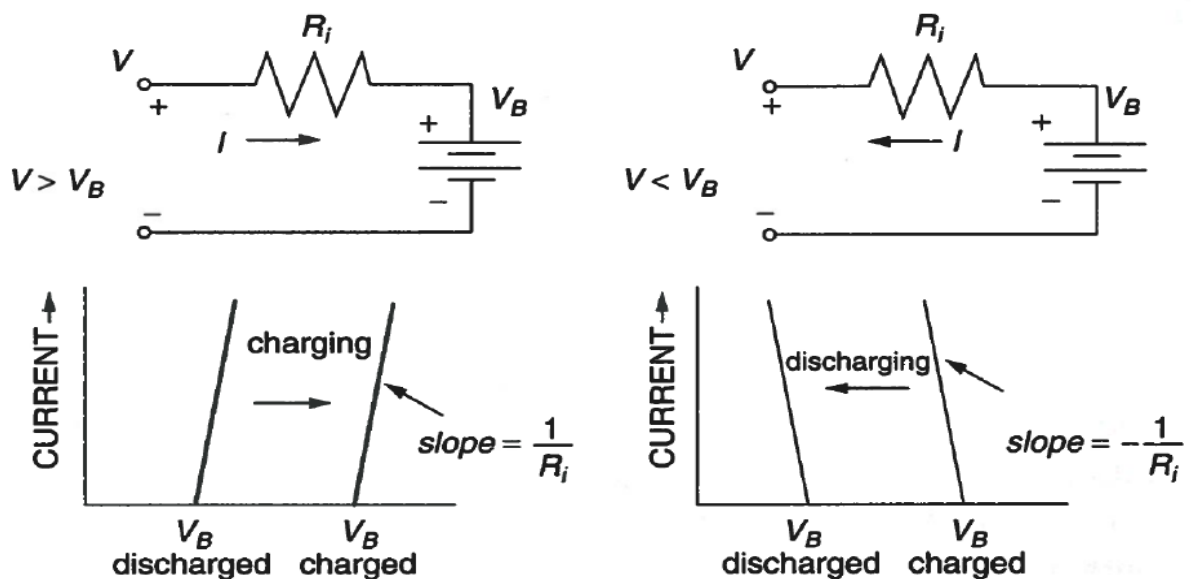 R_i
V
+
I
V_B
+
V > V_B
−
−
CURRENT
charging
slope = 1/R_i
V_B
discharged
V_B
charged
R_i
V
+
I
V_B
+
V < V_B
−
−
CURRENT
discharging
slope = −1/R_i
V_B
discharged
V_B
charged